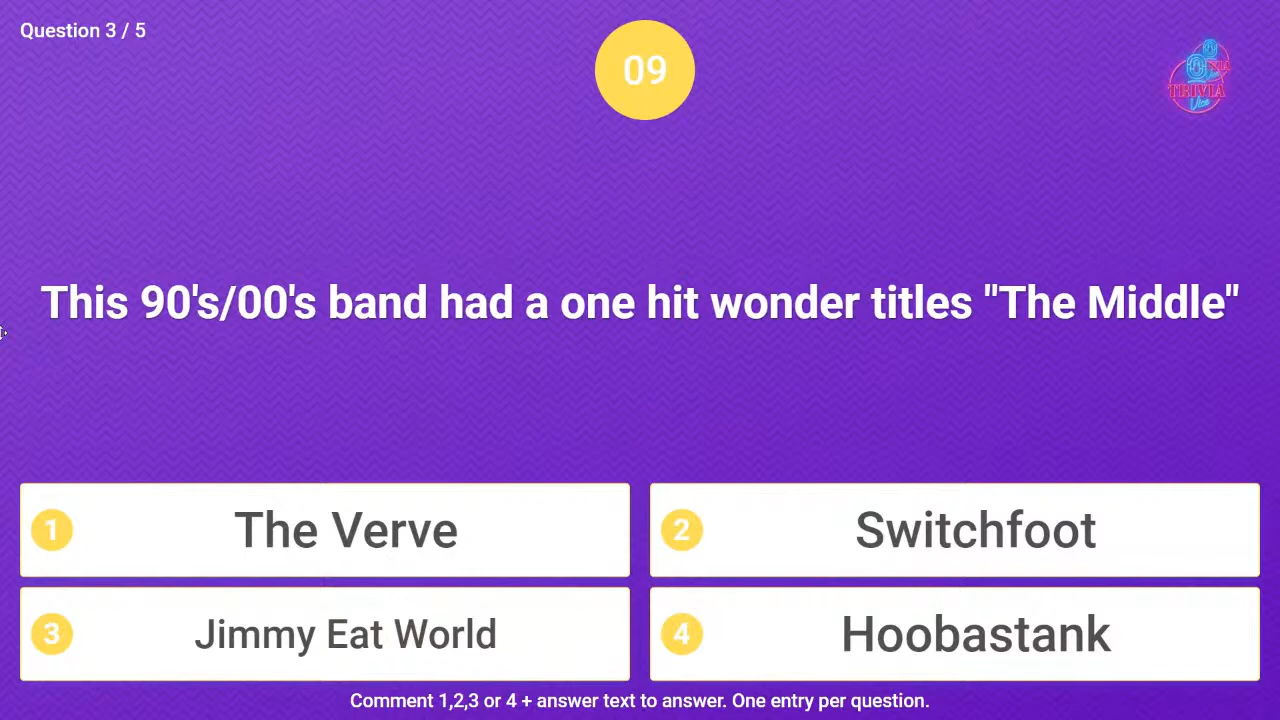 Question 3 / 5
09
TRIVIA
Vice
This 90's/00's band had a one hit wonder titles "The Middle"
1 The Verve
2 Switchfoot
3 Jimmy Eat World
4 Hoobastank
Comment 1,2,3 or 4 + answer text to answer. One entry per question.